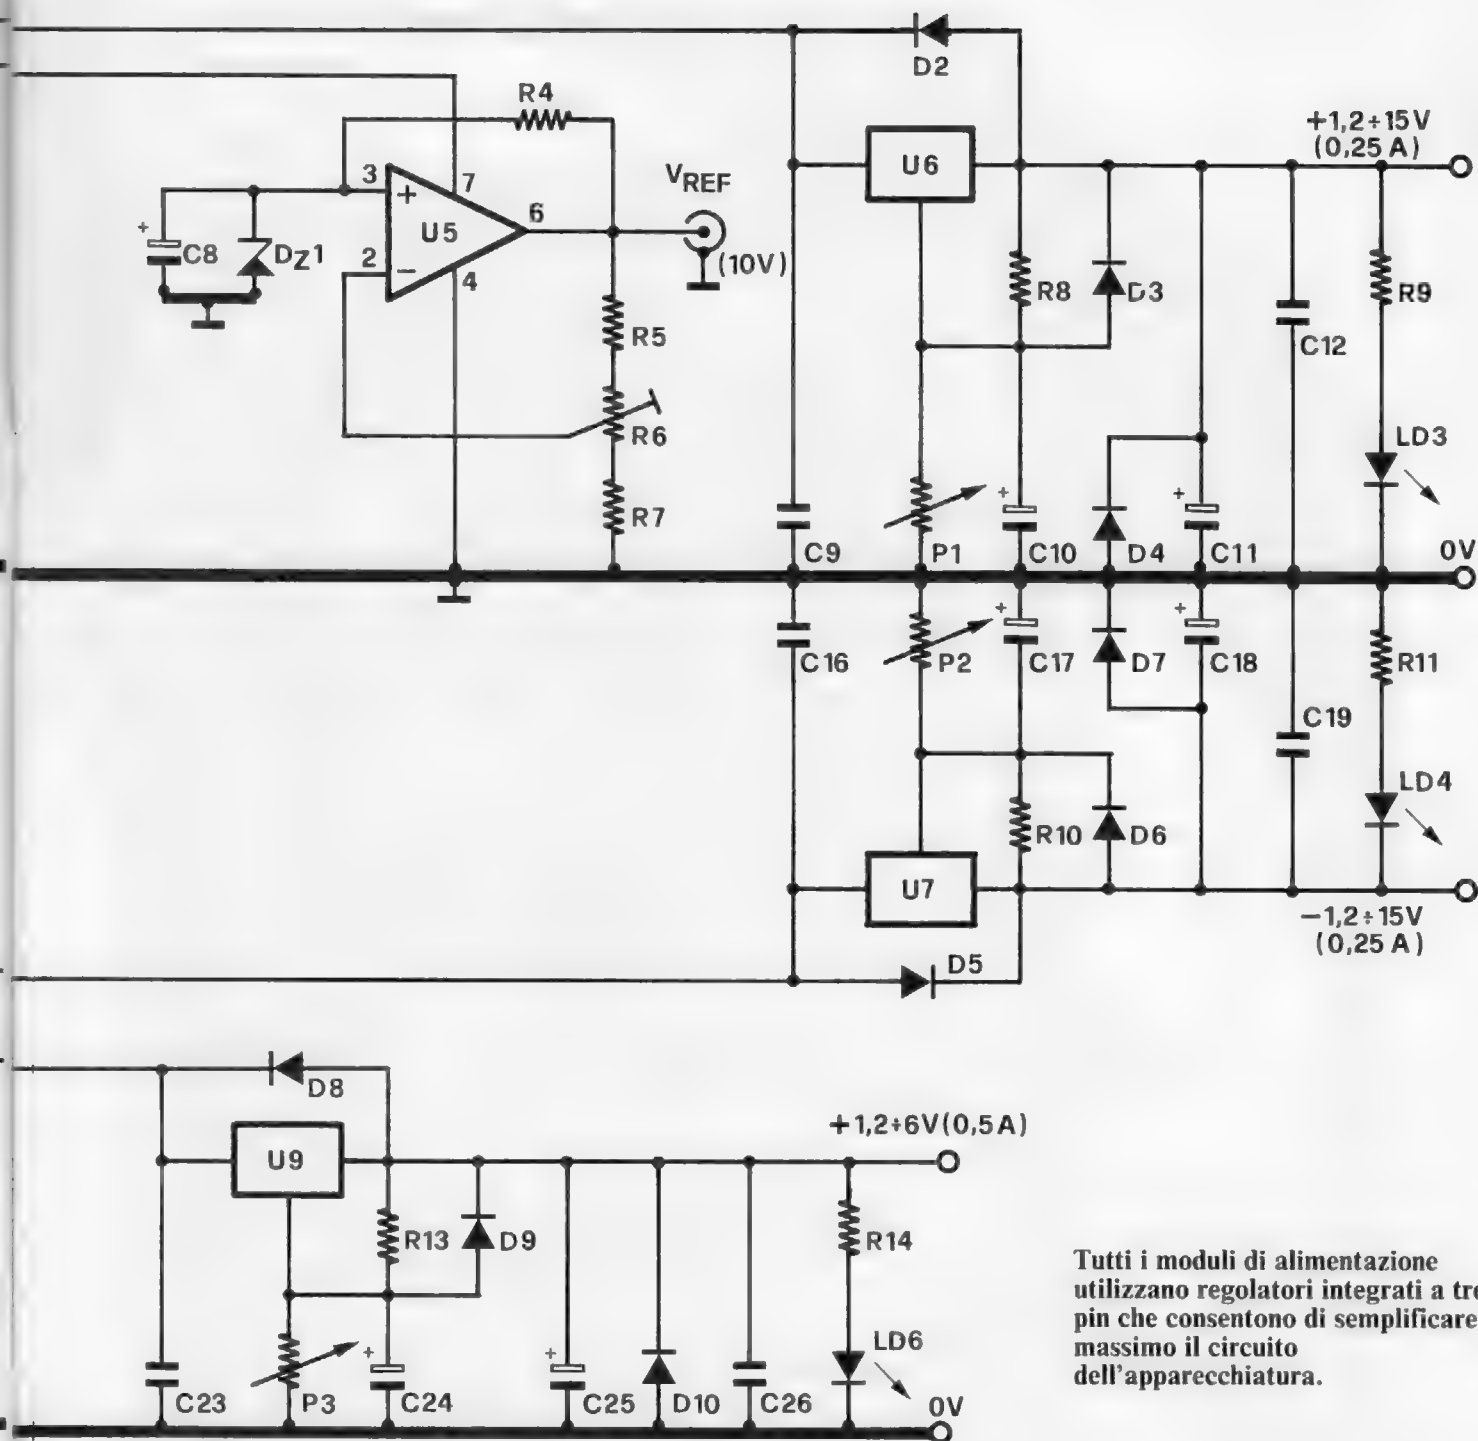 D2
R4
+1,2÷15V
(0,25 A)
U6
VREF
3
7
+
U5
6
+
C8
DZ1
2
−
4
(10V)
R8
D3
R9
R5
C12
R6
LD3
R7
+
+
C9
P1
C10
D4
C11
0V
C16
P2
+
C17
D7
+
C18
R11
C19
LD4
R10
D6
U7
−1,2÷15V
(0,25 A)
D5
D8
+1,2÷6V(0,5A)
U9
R13
D9
R14
Tutti i moduli di alimentazione
utilizzano regolatori integrati a tre
pin che consentono di semplificare
massimo il circuito
dell'apparecchiatura.
LD6
+
+
C23
P3
C24
C25
D10
C26
0V